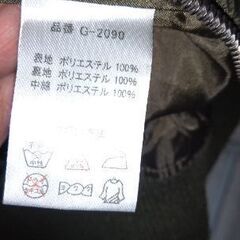 品番 G-2090
表地 ポリエステル 100%
裏地 ポリエステル 100%
中綿 ポリエステル 100%